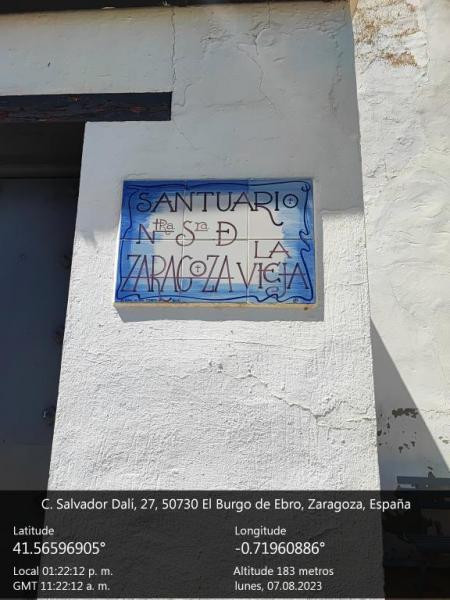 SANTUARIO
Ntra Sra D
LA
ZARAGOZA VIEJA
C. Salvador Dalí, 27, 50730 El Burgo de Ebro, Zaragoza, España
Latitude
41.56596905°
Longitude
-0.71960886°
Local 01:22:12 p. m.
GMT 11:22:12 a. m.
Altitude 183 metros
lunes, 07.08.2023